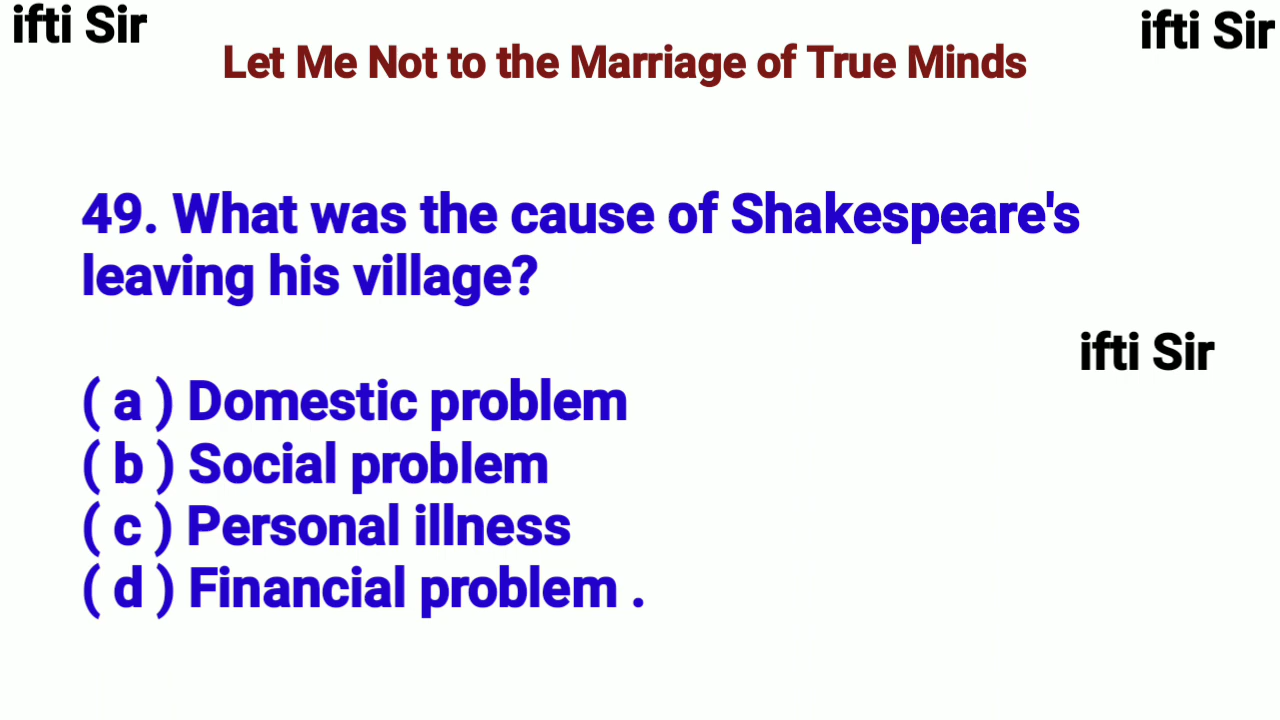 ifti Sir
ifti Sir
Let Me Not to the Marriage of True Minds
49. What was the cause of Shakespeare's
leaving his village?
ifti Sir
( a ) Domestic problem
( b ) Social problem
( c ) Personal illness
( d ) Financial problem .